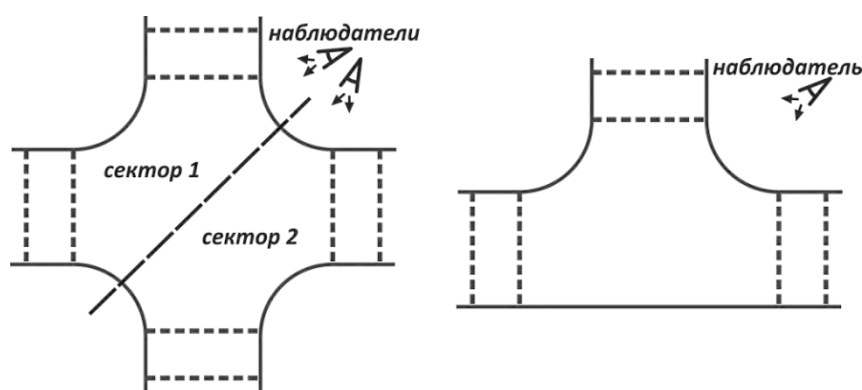 наблюдатели
наблюдатель
сектор 1
сектор 2